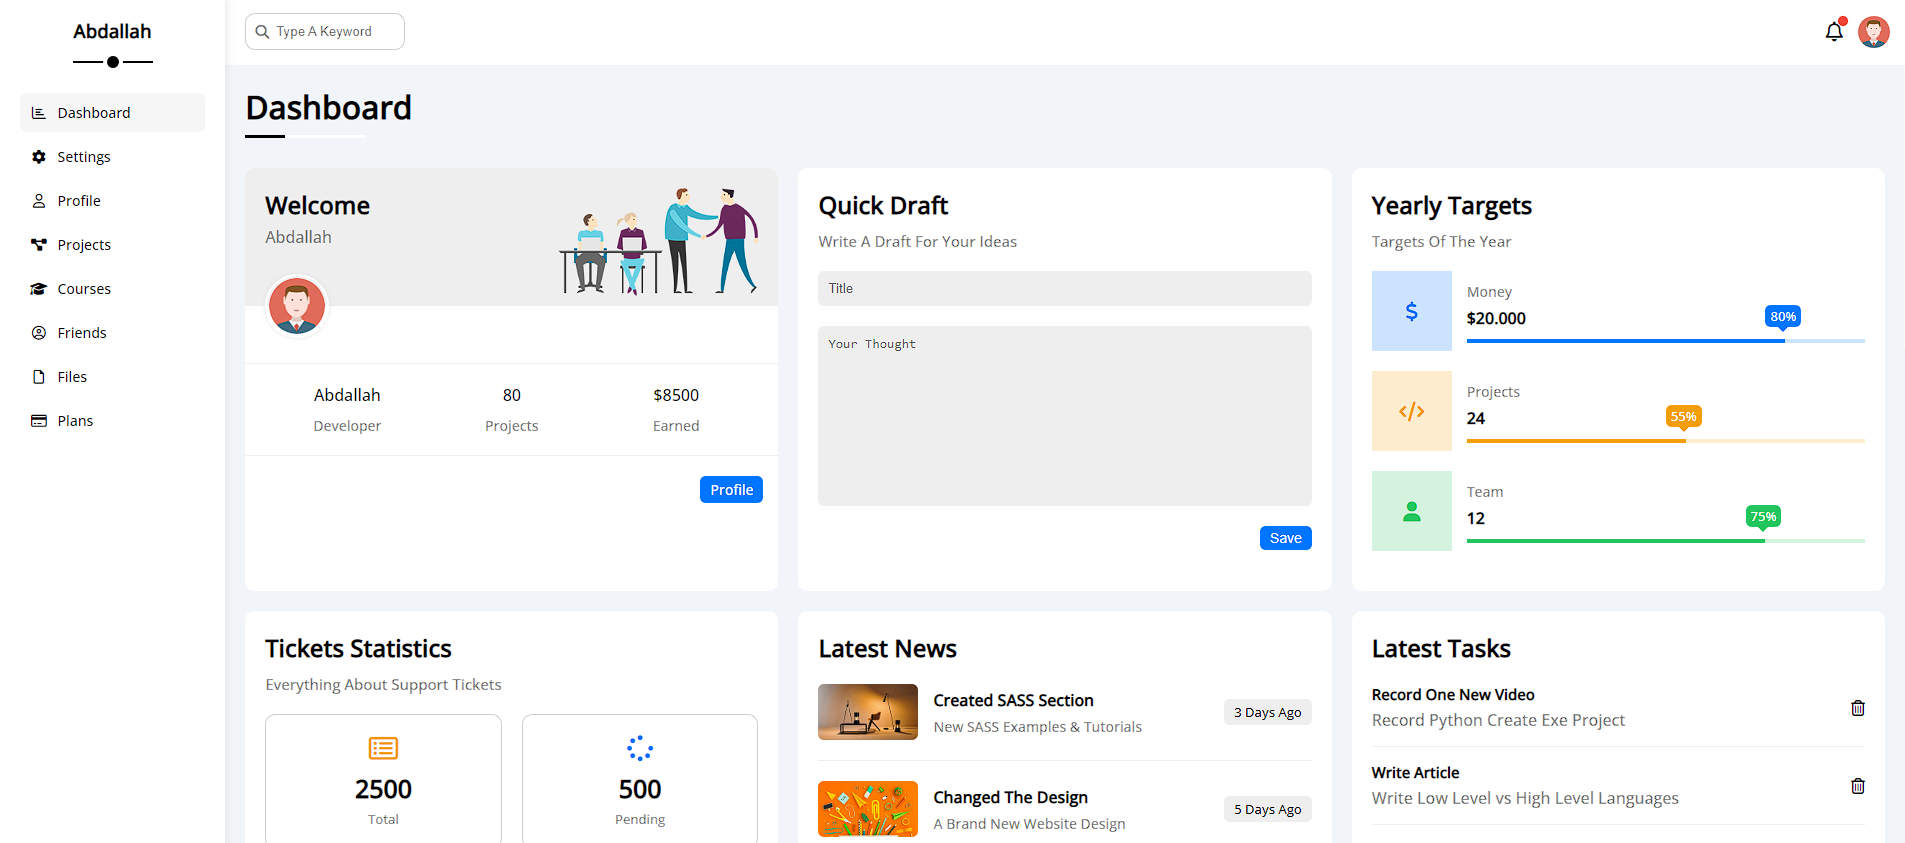 Abdallah
Dashboard
Settings
Profile
Projects
Courses
Friends
Files
Plans
Type A Keyword
Dashboard
Welcome
Abdallah
Abdallah
80
$8500
Developer
Projects
Earned
Profile
Quick Draft
Write A Draft For Your Ideas
Title
Your Thought
Save
Yearly Targets
Targets Of The Year
Money
$20.000
80%
Projects
24
55%
Team
12
75%
Tickets Statistics
Everything About Support Tickets
2500
Total
500
Pending
Latest News
Created SASS Section
New SASS Examples & Tutorials
3 Days Ago
Changed The Design
A Brand New Website Design
5 Days Ago
Latest Tasks
Record One New Video
Record Python Create Exe Project
Write Article
Write Low Level vs High Level Languages